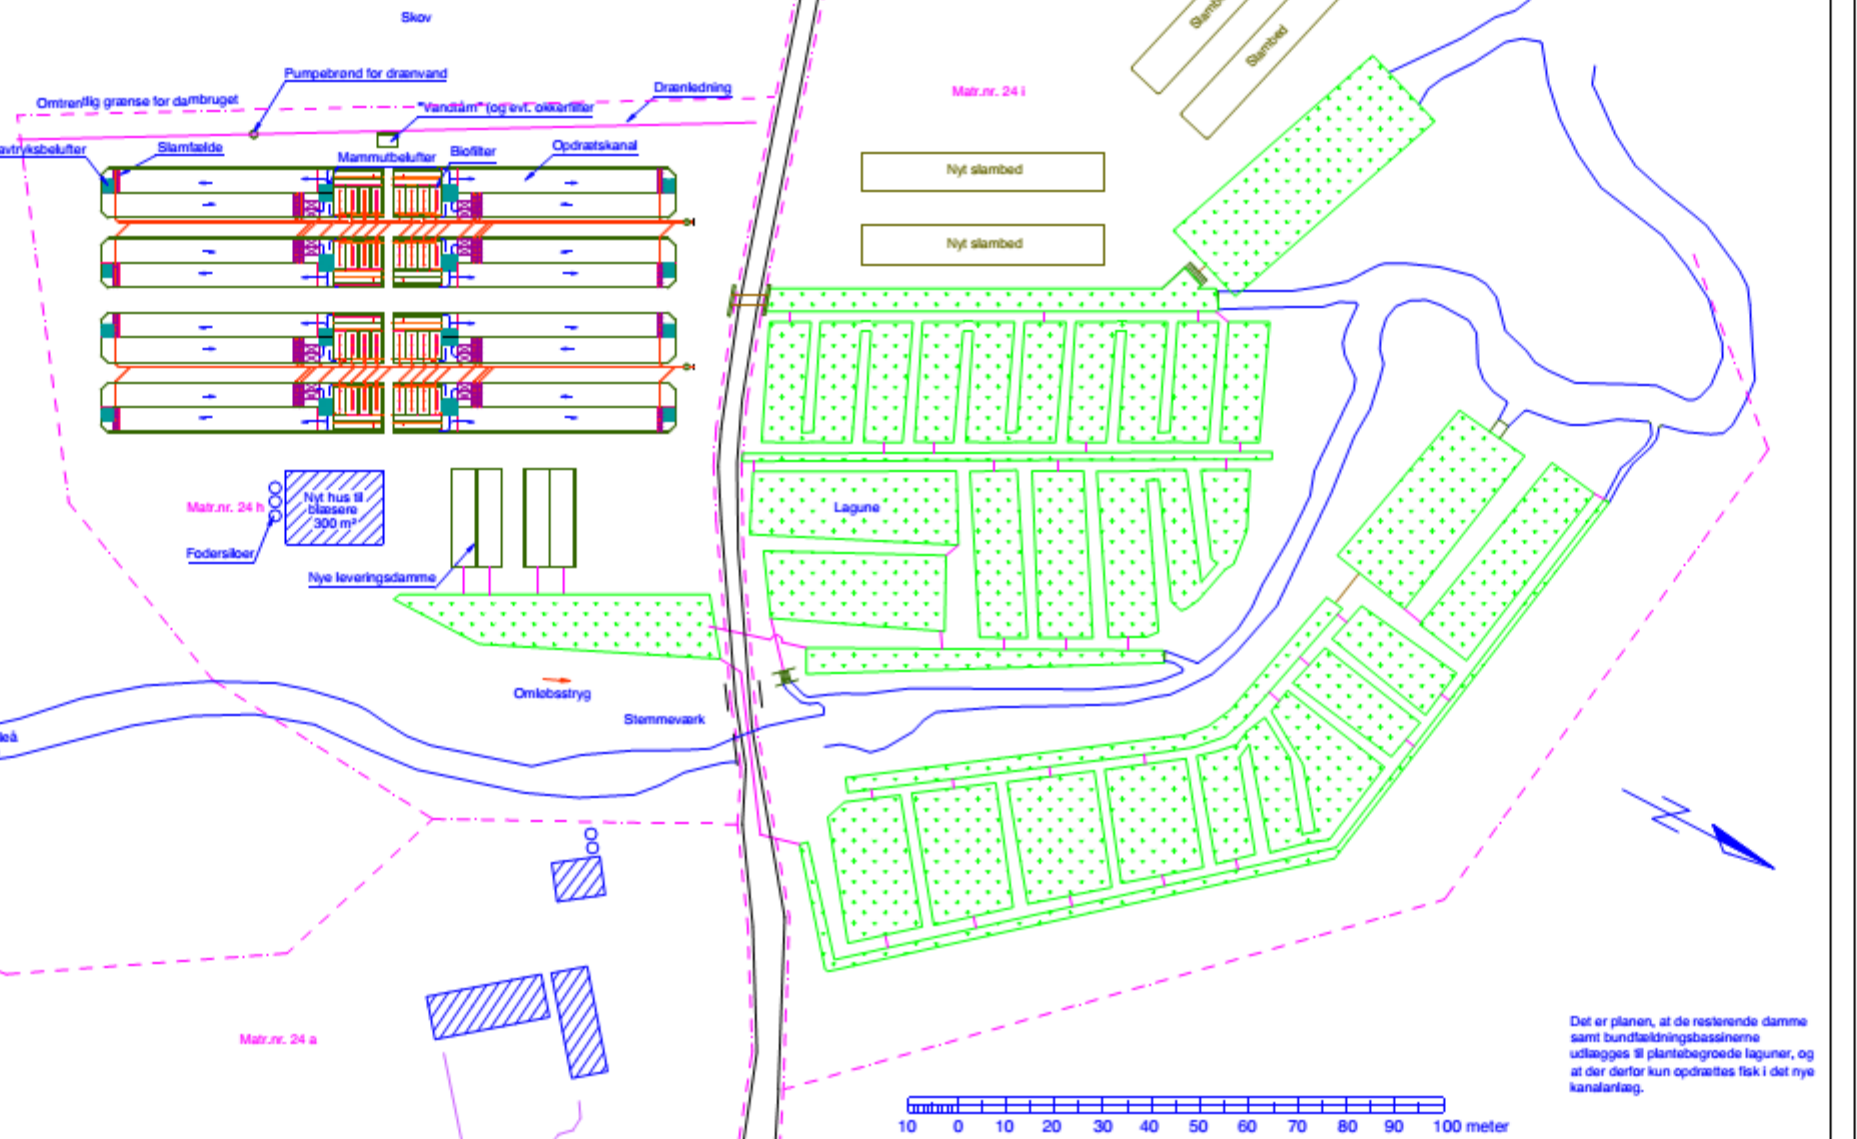 Skov
Slambed
Pumpebrønd for drænvand
Drænledning
Matr.nr. 24 i
Omtrentlig grænse for dambruget
"Vandtårn" (og evt. okkerfilter
avtryksbelufter
Slamfælde
Mammutbelufter
Biofilter
Opdrætskanal
Nyt slambed
Nyt slambed
Matr.nr. 24 h
Nyt hus til
blæsere
300 m²
Lagune
Fodersiloer
Nye leveringsdamme
Omløbsstryg
Stemmeværk
Matr.nr. 24 a
Det er planen, at de resterende damme
samt bundfældningsbassinerne
udlægges til plantebegroede laguner, og
at der derfor kun opdrættes fisk i det nye
kanalanlæg.
10 0 10 20 30 40 50 60 70 80 90 100 meter